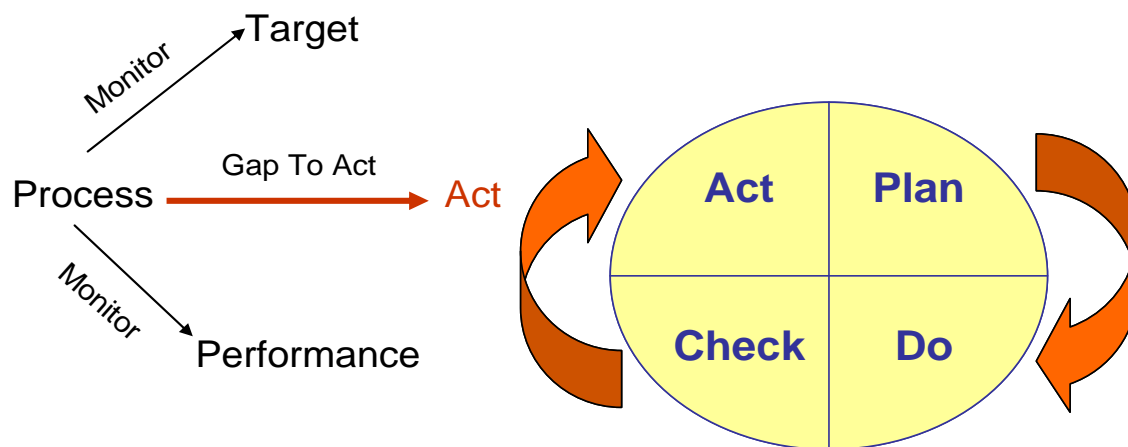 Target
Monitor
Gap To Act
Process
Act
Monitor
Performance
Act
Plan
Check
Do